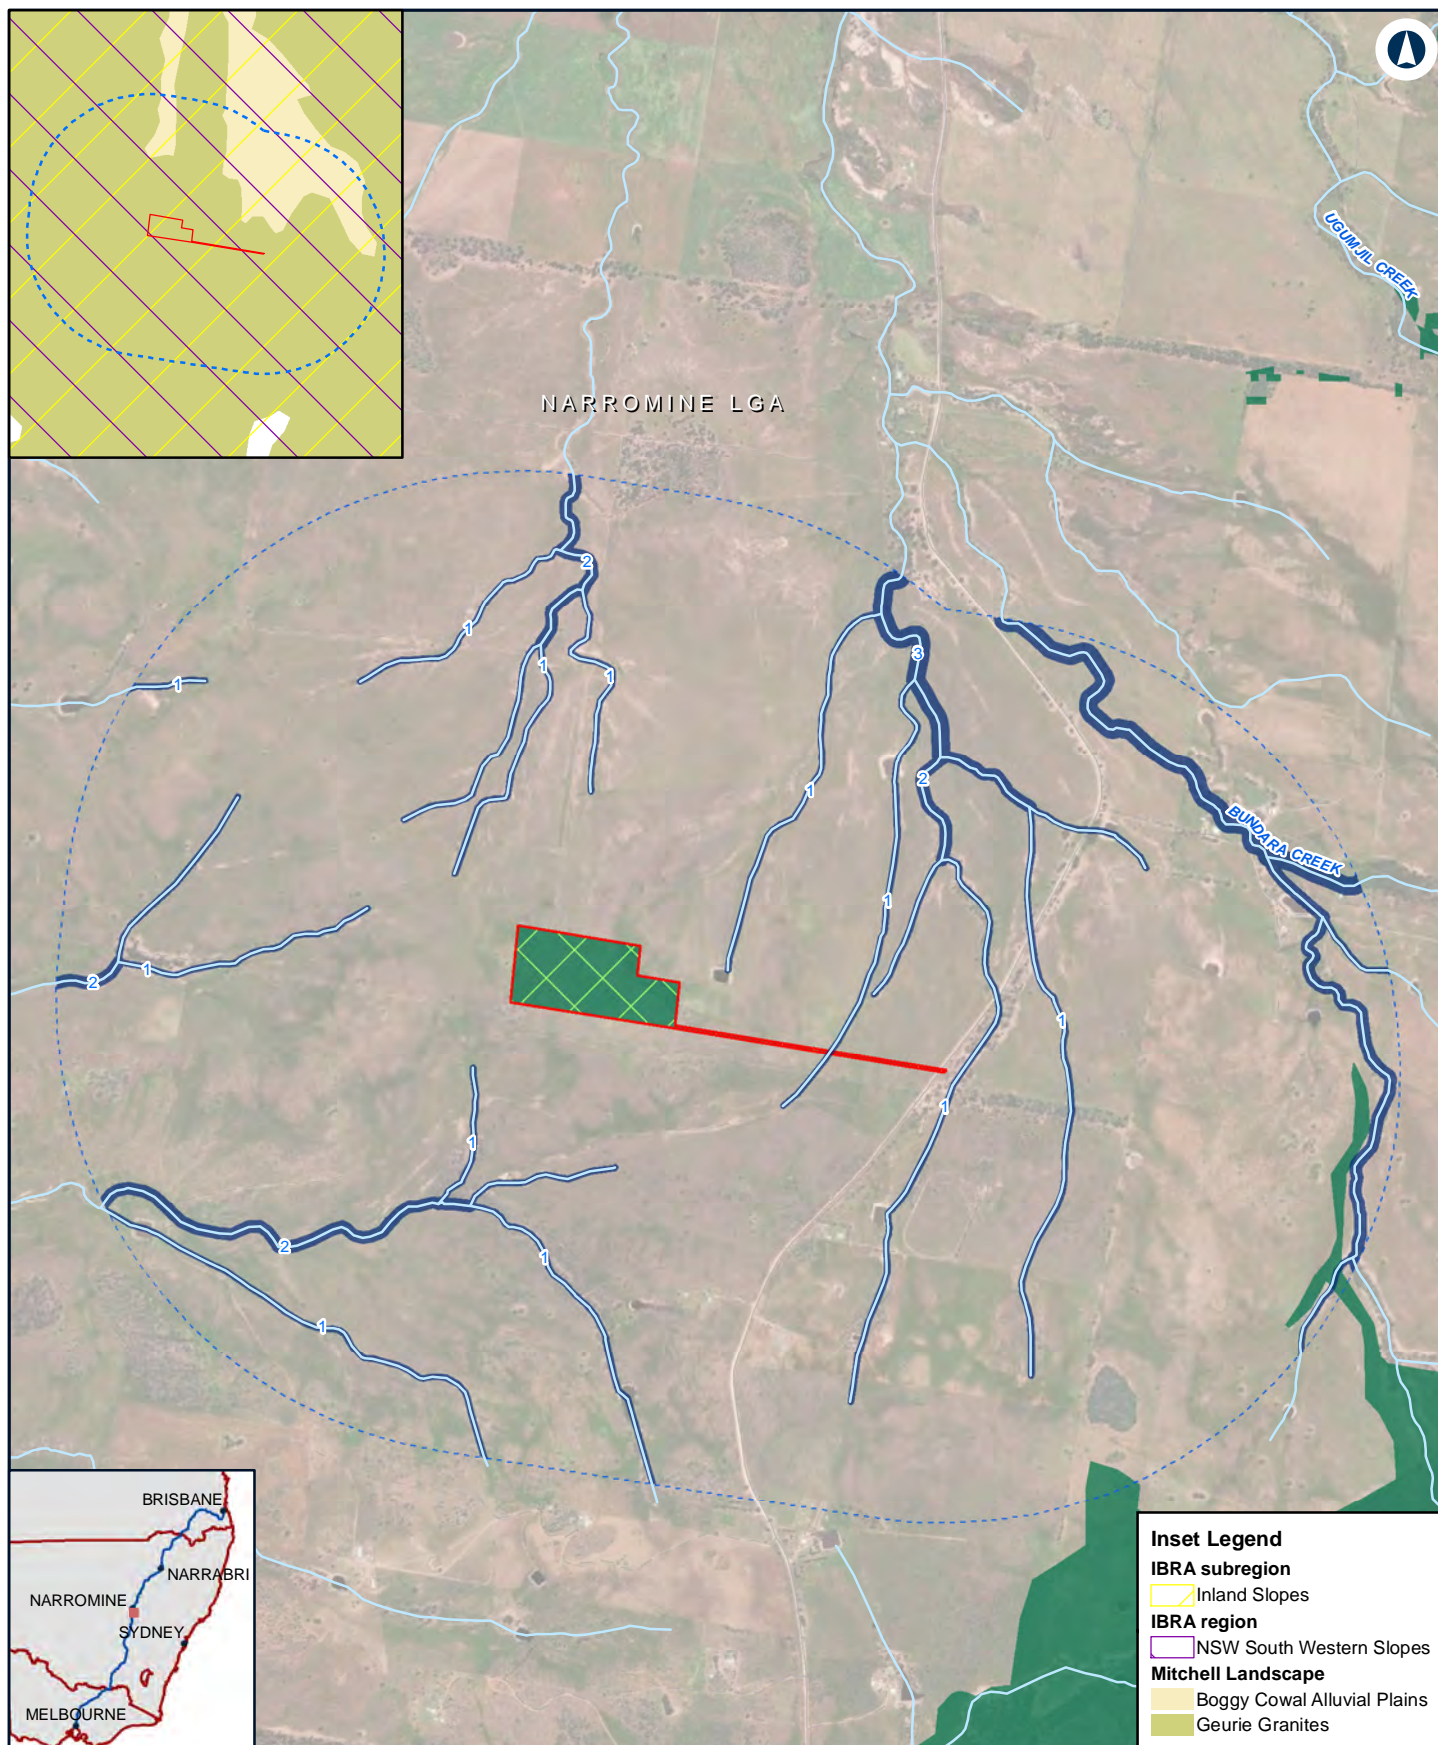 UGUMJIL CREEK
NARROMINE LGA
2
1
1
1
3
1
1
2
BUNDARA CREEK
1
1
2
1
1
1
1
2
1
BRISBANE
NARRABRI
NARROMINE
SYDNEY
MELBOURNE
1
Inset Legend
IBRA subregion
Inland Slopes
IBRA region
NSW South Western Slopes
Mitchell Landscape
Boggy Cowal Alluvial Plains
Geurie Granites